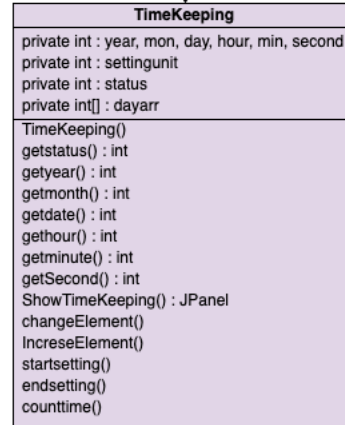 TimeKeeping
private int : year, mon, day, hour, min, second
private int : settingunit
private int : status
private int[] : dayarr
TimeKeeping()
getstatus() : int
getyear() : int
getmonth() : int
getdate() : int
gethour() : int
getminute() : int
getSecond() : int
ShowTimeKeeping() : JPanel
changeElement()
IncreseElement()
startsetting()
endsetting()
counttime()